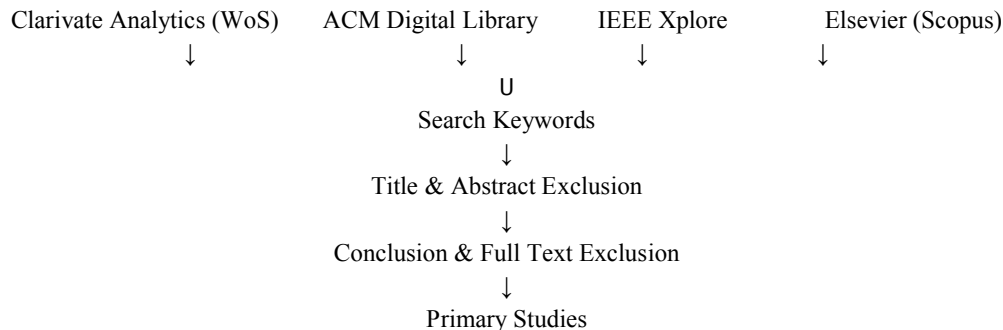 Clarivate Analytics (WoS) ACM Digital Library IEEE Xplore Elsevier (Scopus)
↓ ↓ ↓ ↓
U
Search Keywords
↓
Title & Abstract Exclusion
↓
Conclusion & Full Text Exclusion
↓
Primary Studies